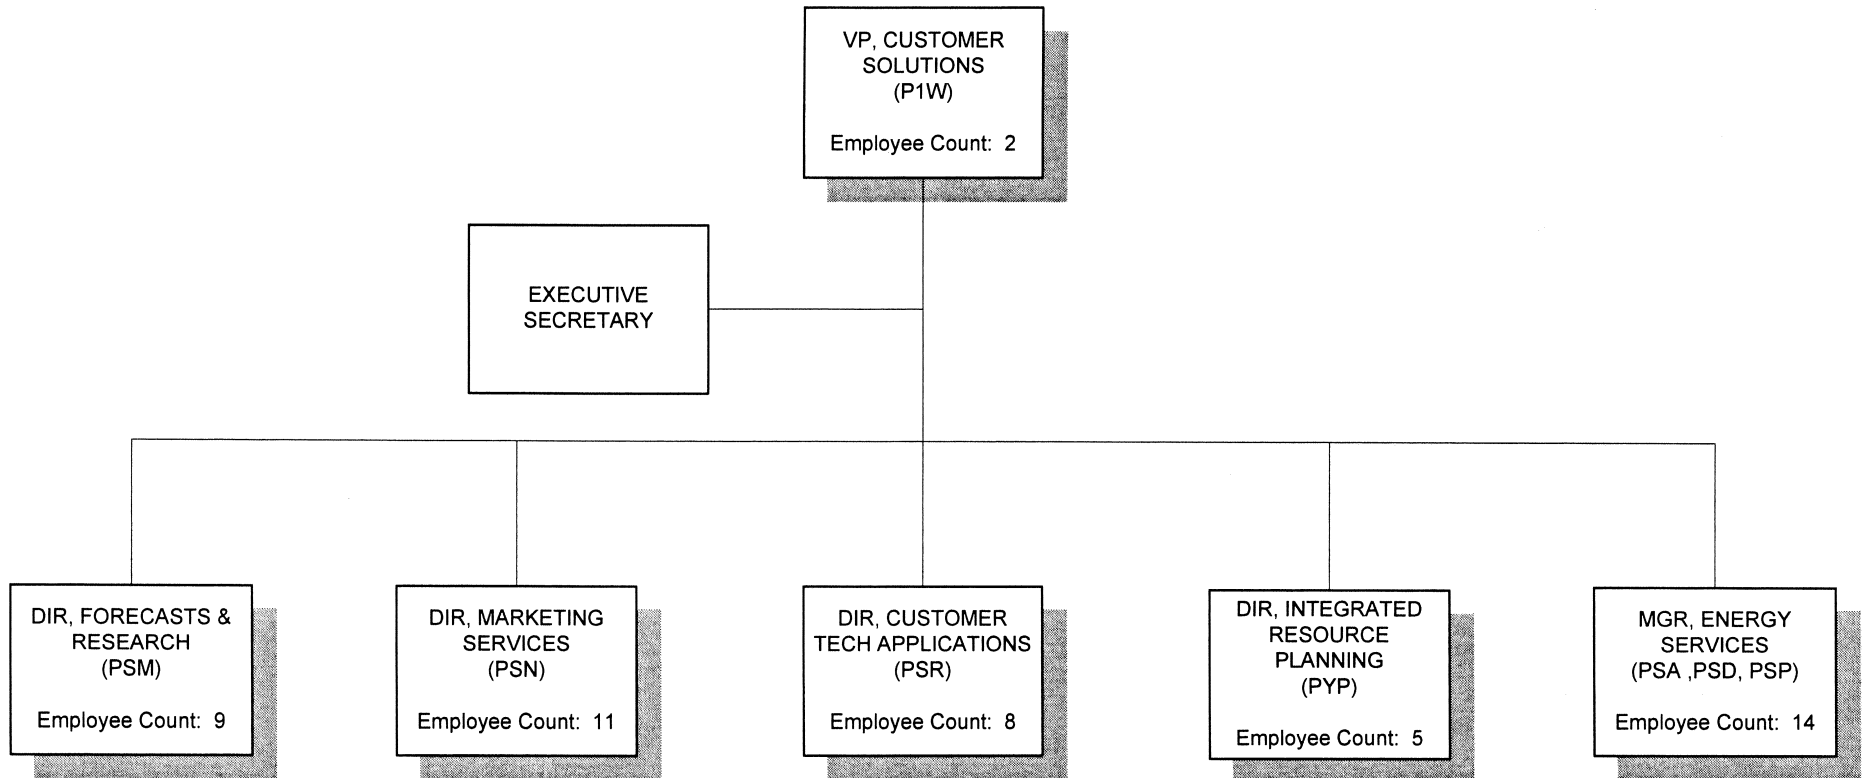 VP, CUSTOMER
SOLUTIONS
(P1W)
Employee Count: 2
EXECUTIVE
SECRETARY
DIR, FORECASTS &
RESEARCH
(PSM)
Employee Count: 9
DIR, MARKETING
SERVICES
(PSN)
Employee Count: 11
DIR, CUSTOMER
TECH APPLICATIONS
(PSR)
Employee Count: 8
DIR, INTEGRATED
RESOURCE
PLANNING
(PYP)
Employee Count: 5
MGR, ENERGY
SERVICES
(PSA ,PSD, PSP)
Employee Count: 14